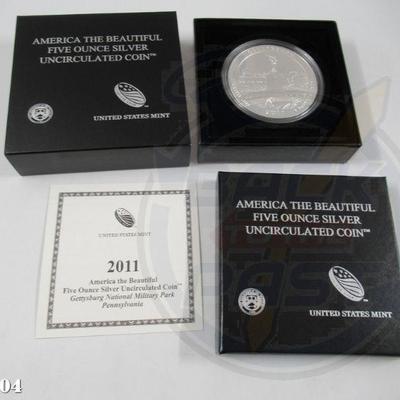 AMERICA THE BEAUTIFUL
FIVE OUNCE SILVER
UNCIRCULATED COIN™
UNITED STATES MINT
UNITED STATES MINT
2011
America the Beautiful
Five Ounce Silver Uncirculated Coin™
Gettysburg National Military Park
Pennsylvania
AMERICA THE BEAUTIFUL
FIVE OUNCE SILVER
UNCIRCULATED COIN™
UNITED STATES MINT
04